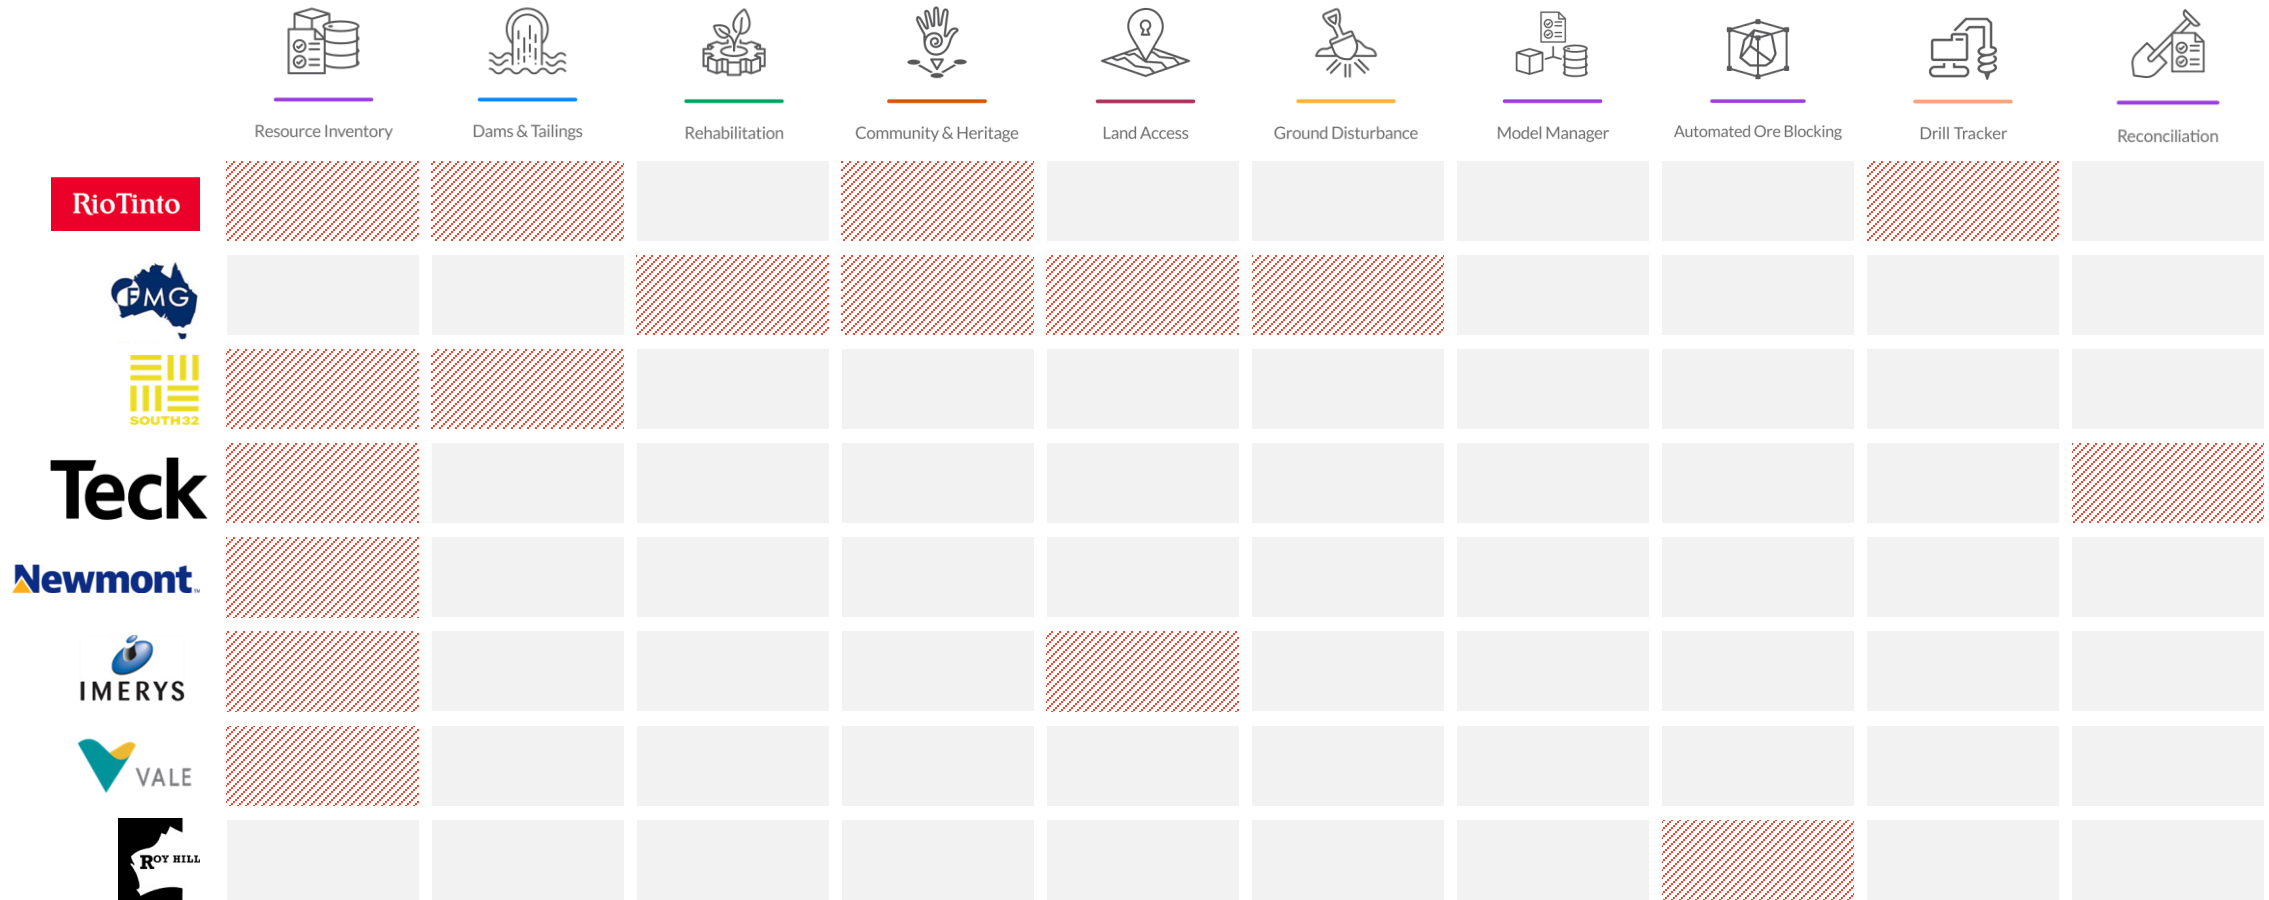 Resource Inventory
Dams & Tailings
Rehabilitation
Community & Heritage
Land Access
Ground Disturbance
Model Manager
Automated Ore Blocking
Drill Tracker
Reconciliation
RioTinto
FMG
SOUTH32
Teck
Newmont™
IMERYS
VALE
ROY HILL